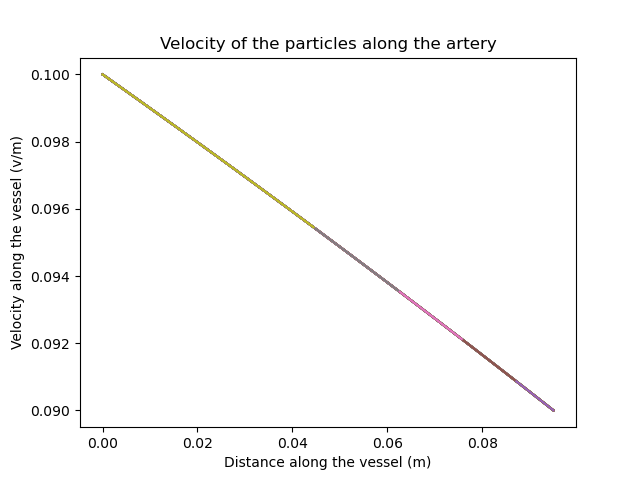 Velocity of the particles along the artery
0.100
0.098
0.096
0.094
0.092
0.090
Velocity along the vessel (v/m)
0.00 0.02 0.04 0.06 0.08
Distance along the vessel (m)